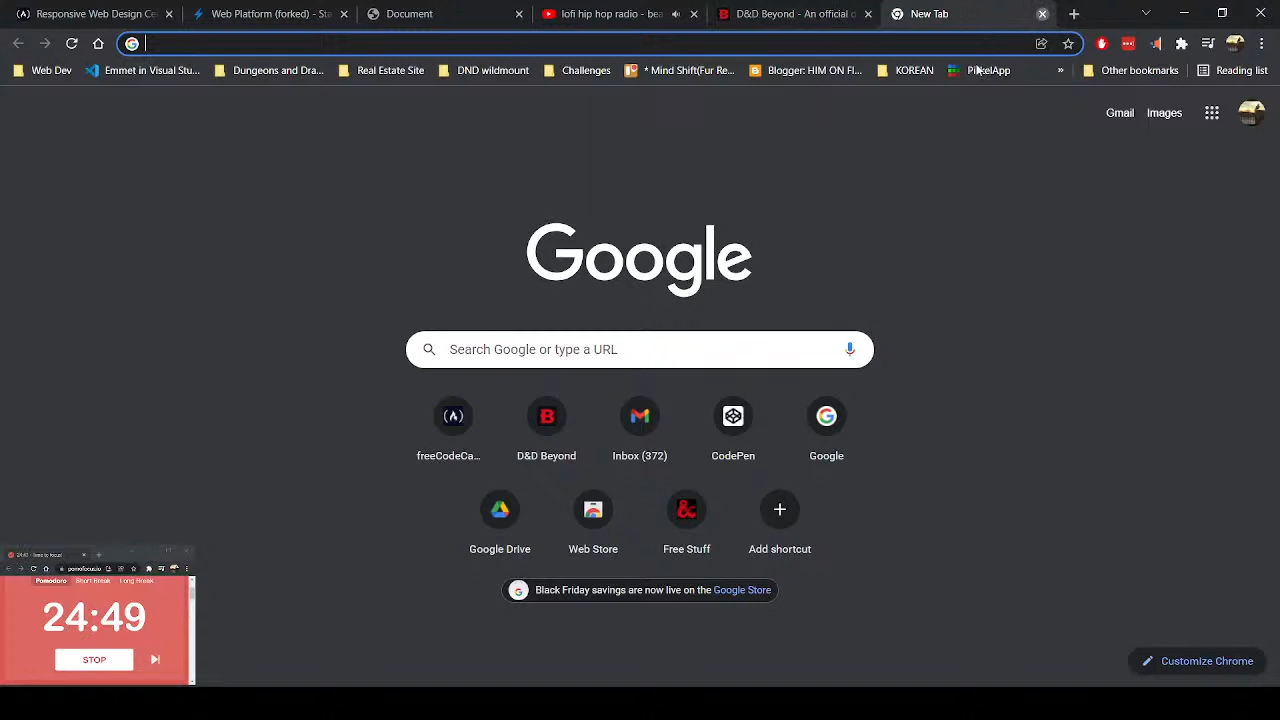 Responsive Web Design Ce
Web Platform (forked) - Sta
Document
lofi hip hop radio - bea
D&D Beyond - An official o
New Tab
Web Dev
Emmet in Visual Stu...
Dunngeons and Dra...
Real Estate Site
DND wildmount
Challenges
* Mind Shift(Fur Re...
Blogger: HIM ON FI...
KOREAN
PixelApp
»
Other bookmarks
Reading list
Gmail
Images
Google
Search Google or type a URL
freeCodeCa...
D&D Beyond
Inbox (372)
CodePen
Google
Google Drive
Web Store
Free Stuff
Add shortcut
Black Friday savings are now live on the Google Store
Customize Chrome
pomofocus.io
Pomodoro
Short Break
Long Break
24:49
STOP